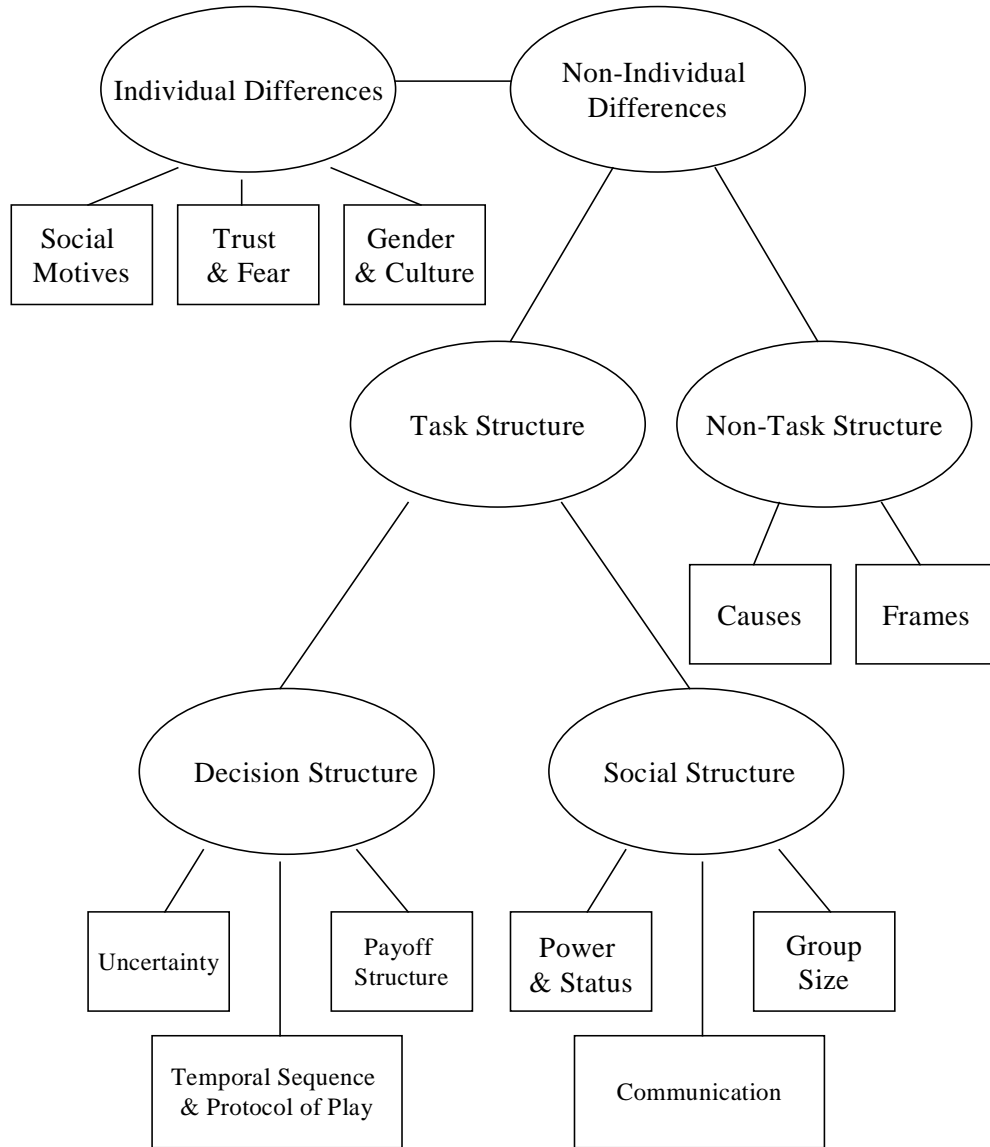 Individual Differences
Non-Individual
Differences
Social
Motives
Trust
& Fear
Gender
& Culture
Task Structure
Non-Task Structure
Causes
Frames
Decision Structure
Social Structure
Uncertainty
Payoff
Structure
Power
& Status
Group
Size
Temporal Sequence
& Protocol of Play
Communication